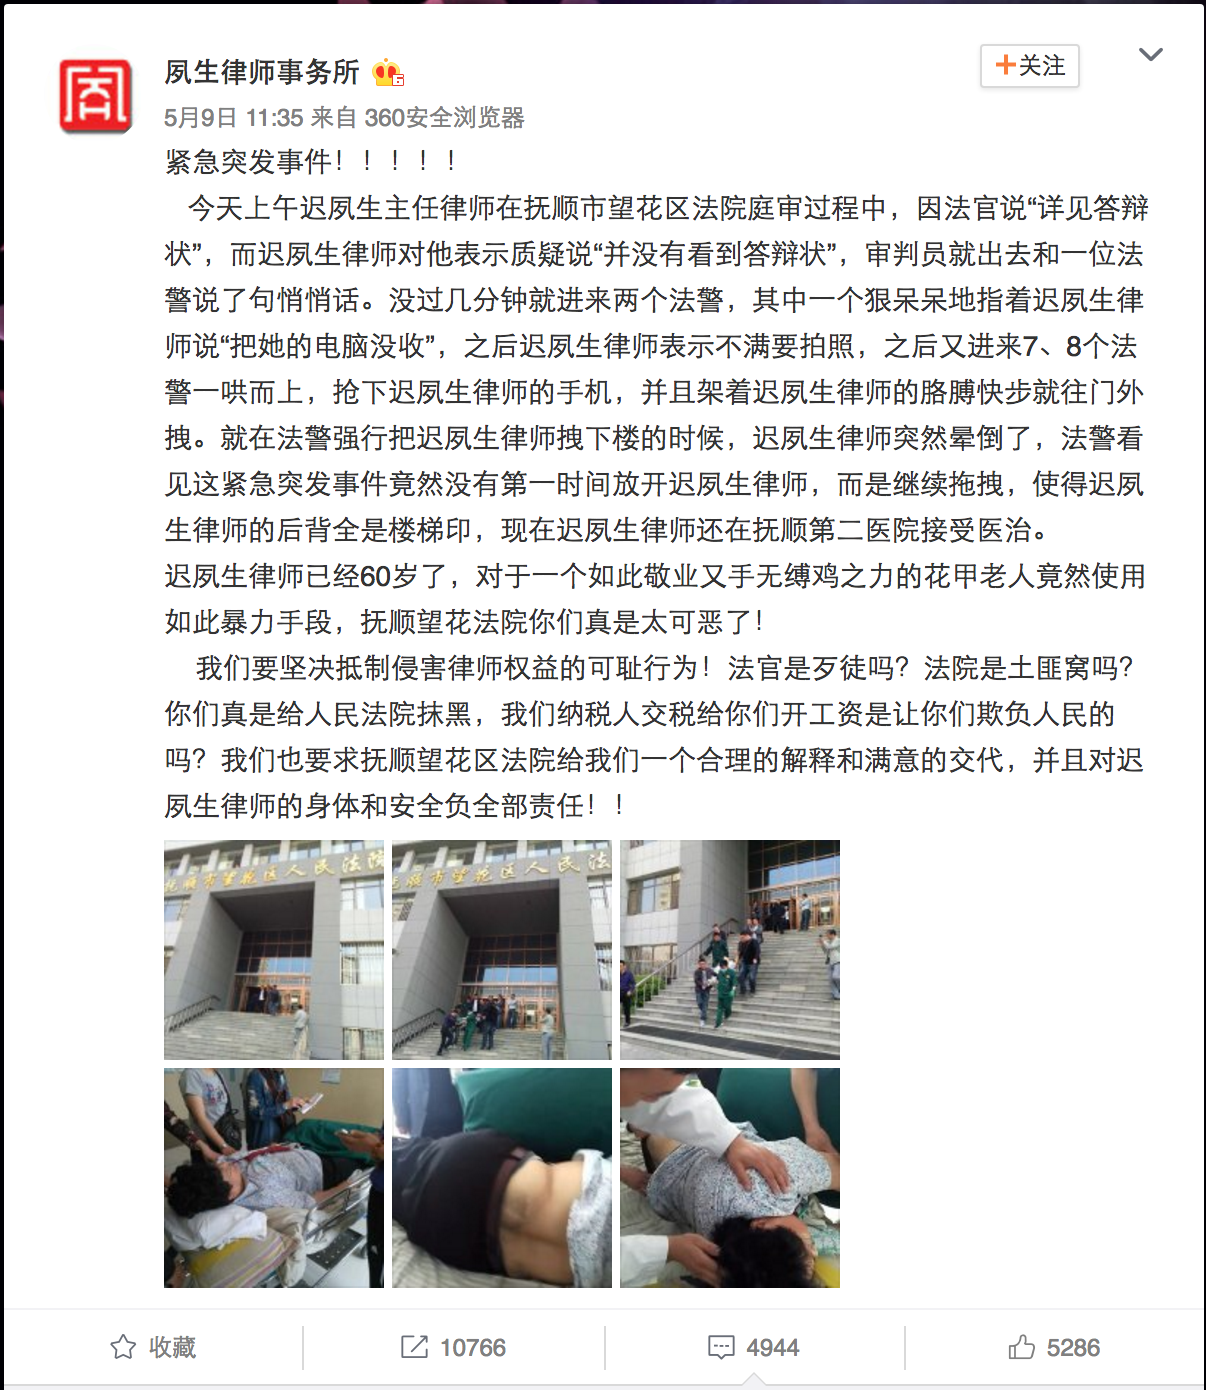 夙生律师事务所
+关注
5月9日 11:35 来自 360安全浏览器
紧急突发事件！！！！！
今天上午迟夙生主任律师在抚顺市望花区法院庭审过程中，因法官说“详见答辩
状”，而迟夙生律师对他表示质疑说“并没有看到答辩状”，审判员就出去和一位法
警说了句悄悄话。没过几分钟就进来两个法警，其中一个狠呆呆地指着迟夙生律
师说“把她的电脑没收”，之后迟夙生律师表示不满要拍照，之后又进来7、8个法
警一哄而上，抢下迟夙生律师的手机，并且架着迟夙生律师的胳膊快步就往门外
拽。就在法警强行把迟夙生律师拽下楼的时候，迟夙生律师突然晕倒了，法警看
见这紧急突发事件竟然没有第一时间放开迟夙生律师，而是继续拖拽，使得迟夙
生律师的后背全是楼梯印，现在迟夙生律师还在抚顺第二医院接受医治。
迟夙生律师已经60岁了，对于一个如此敬业又手无缚鸡之力的花甲老人竟然使用
如此暴力手段，抚顺望花法院你们真是太可恶了！
我们要坚决抵制侵害律师权益的可耻行为！法官是歹徒吗？法院是土匪窝吗？
你们真是给人民法院抹黑，我们纳税人交税给你们开工资是让你们欺负人民的
吗？我们也要求抚顺望花区法院给我们一个合理的解释和满意的交代，并且对迟
夙生律师的身体和安全负全部责任！！
抚顺市望花区人民法院
抚顺市望花区人民法
收藏
10766
4944
5286